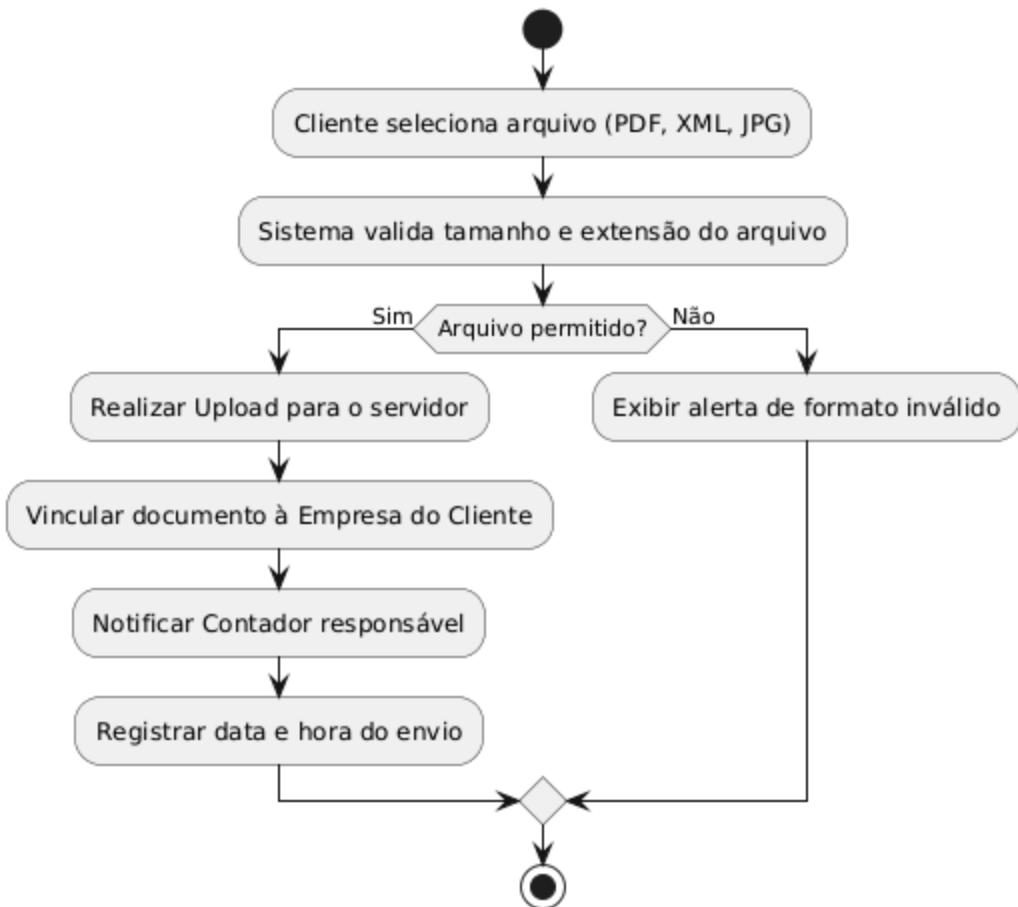 Cliente seleciona arquivo (PDF, XML, JPG)
Sistema valida tamanho e extensão do arquivo
Sim
Arquivo permitido?
Não
Realizar Upload para o servidor
Exibir alerta de formato inválido
Vincular documento à Empresa do Cliente
Notificar Contador responsável
Registrar data e hora do envio